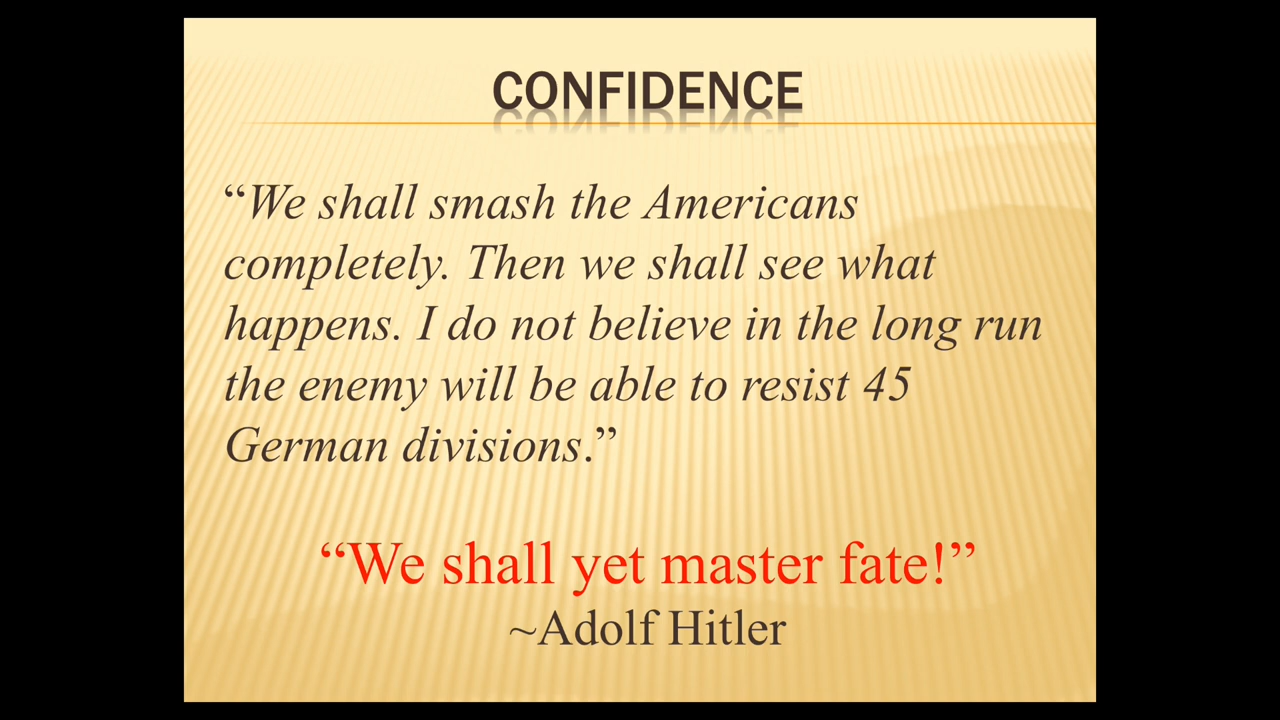 CONFIDENCE
“We shall smash the Americans
completely. Then we shall see what
happens. I do not believe in the long run
the enemy will be able to resist 45
German divisions.”
“We shall yet master fate!”
~Adolf Hitler